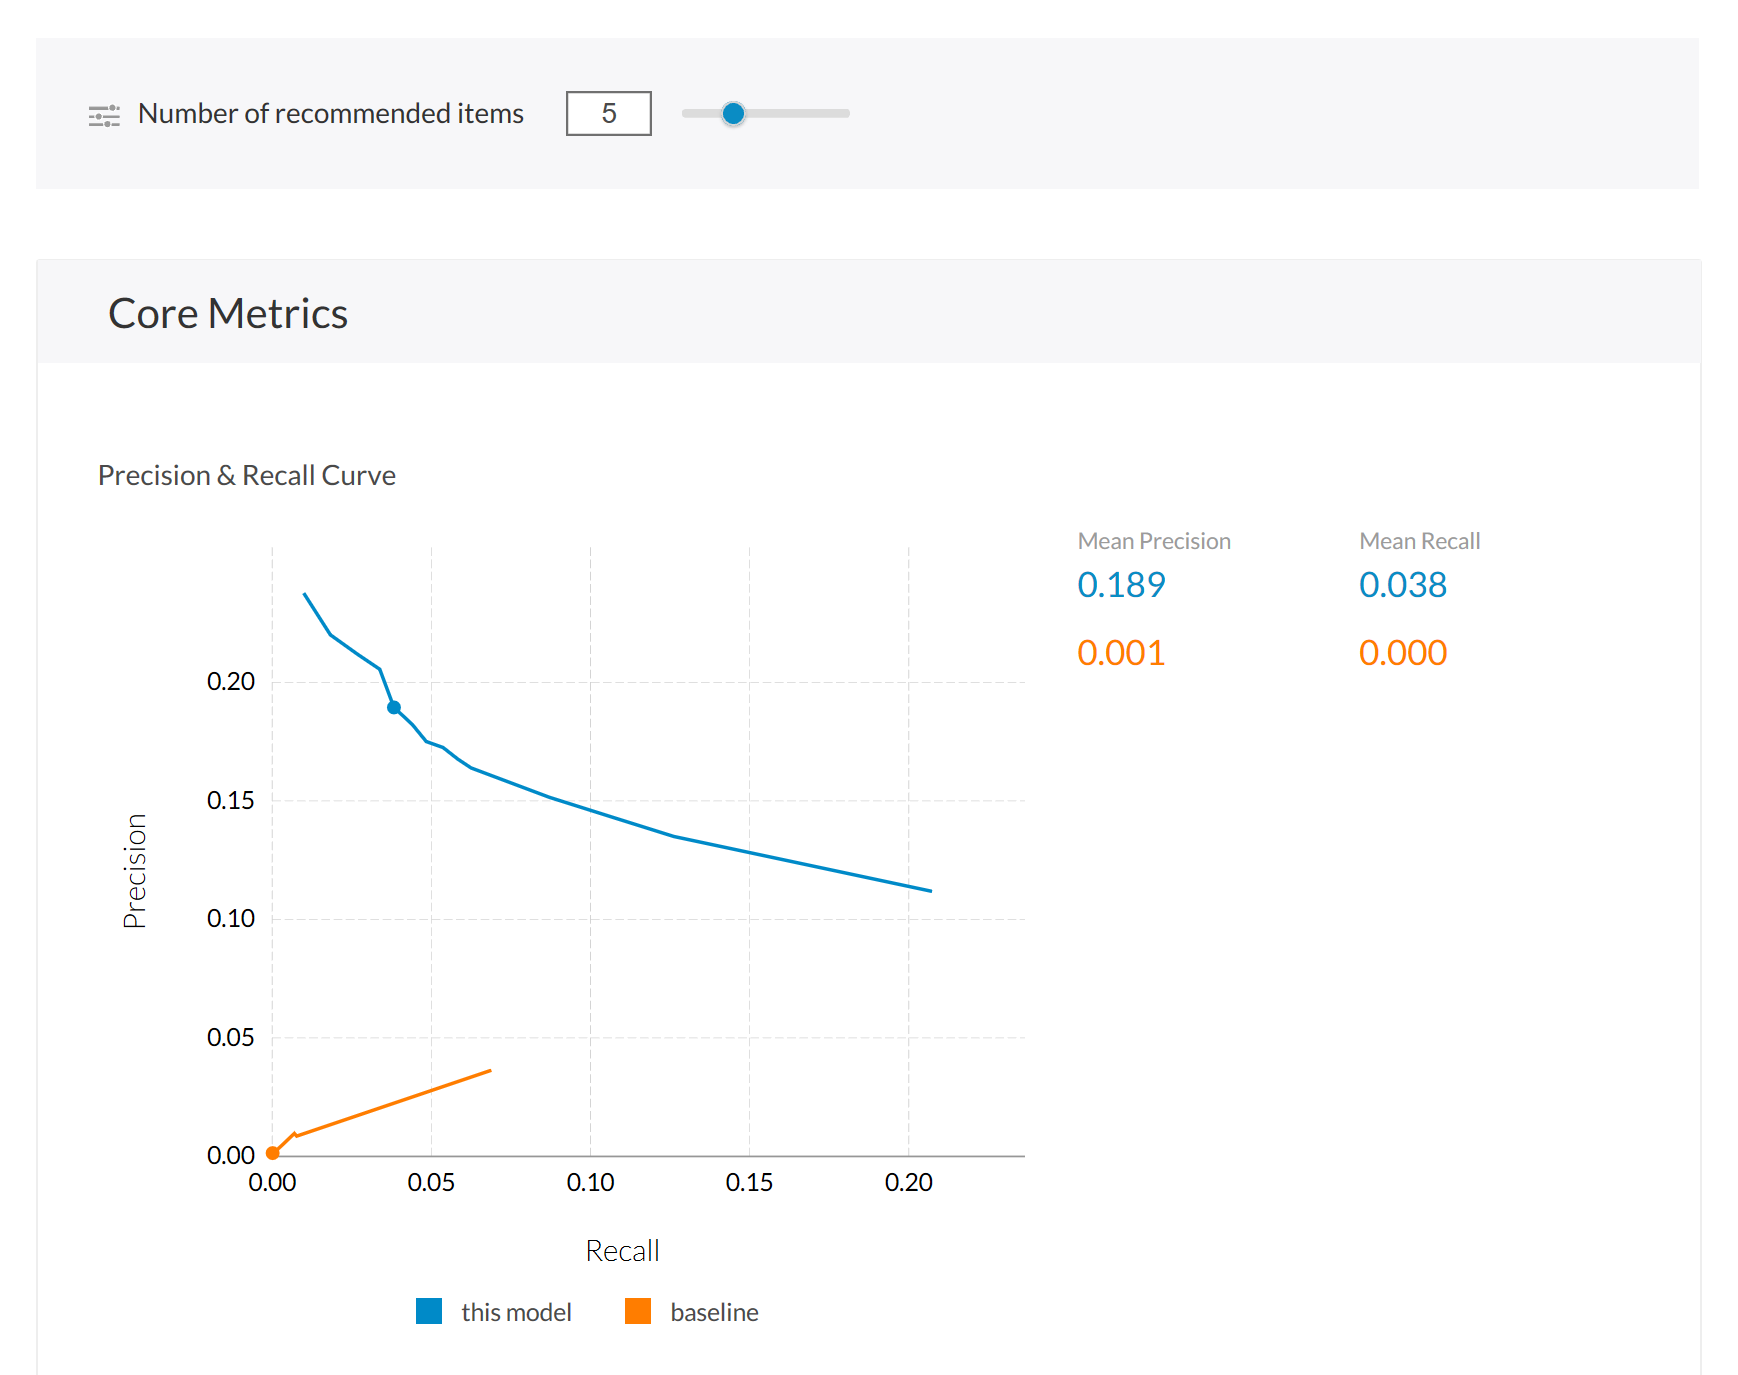 Number of recommended items
5
Core Metrics
Precision & Recall Curve
Mean Precision
Mean Recall
0.189
0.038
0.001
0.000
0.20
0.15
0.10
0.05
0.00
Precision
0.00
0.05
0.10
0.15
0.20
Recall
this model
baseline